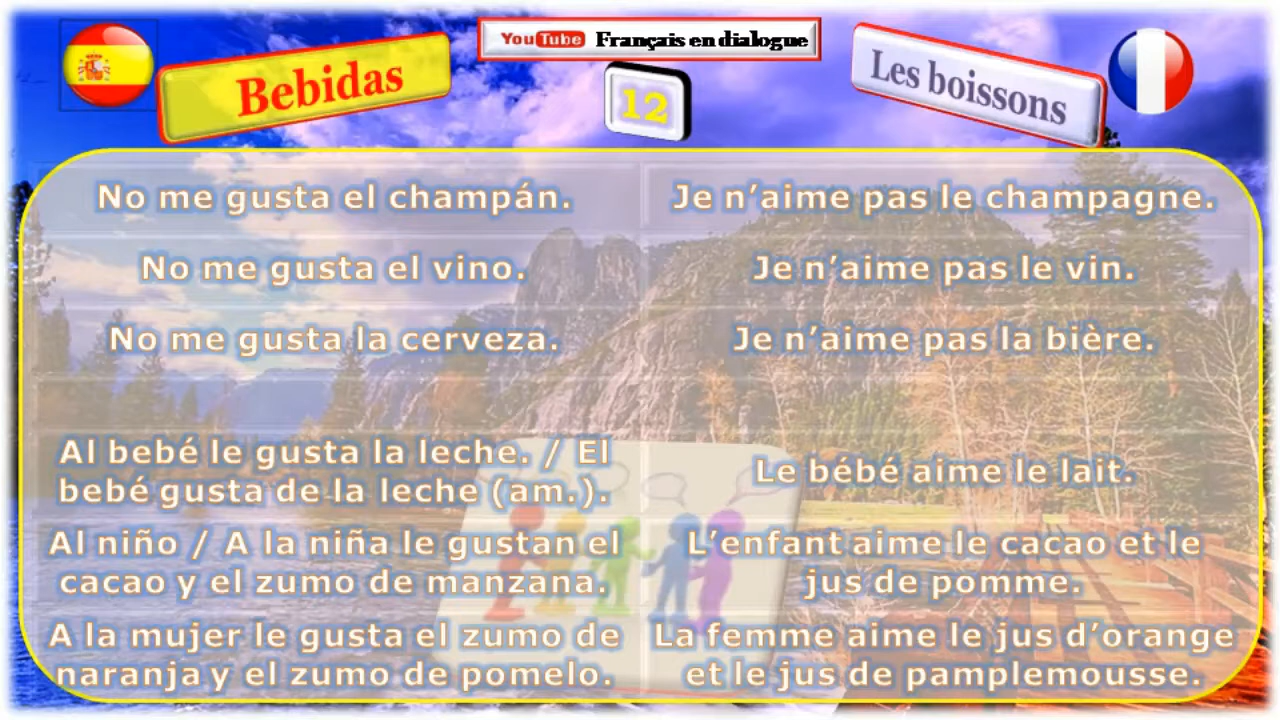 YouTube Français en dialogue
Bebidas
12
Les boissons
No me gusta el champán.
Je n’aime pas le champagne.
No me gusta el vino.
Je n’aime pas le vin.
No me gusta la cerveza.
Je n’aime pas la bière.
Al bebé le gusta la leche. / El
bebé gusta de la leche (am.).
Le bébé aime le lait.
Al niño / A la niña le gustan el
cacao y el zumo de manzana.
L’enfant aime le cacao et le
jus de pomme.
A la mujer le gusta el zumo de
naranja y el zumo de pomelo.
La femme aime le jus d’orange
et le jus de pamplemousse.